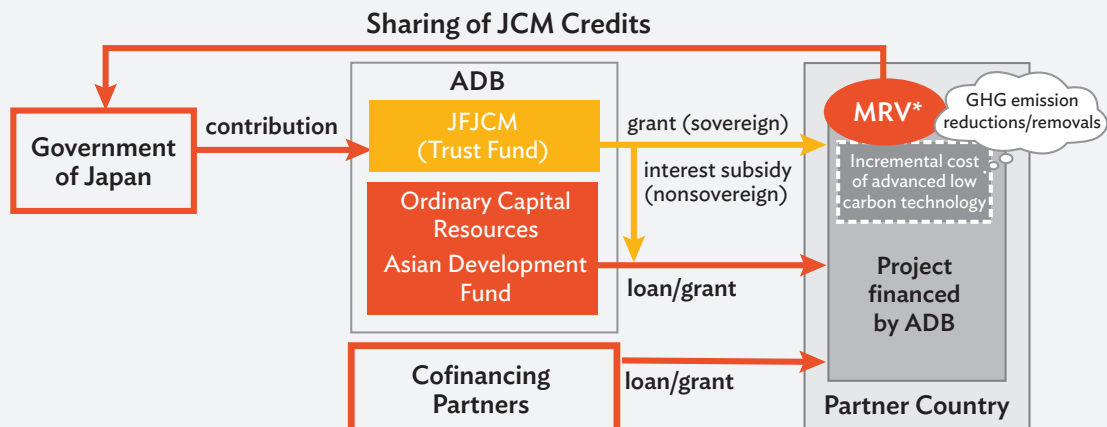 Sharing of JCM Credits
ADB
Government
of Japan
contribution
JFJCM
(Trust Fund)
grant (sovereign)
interest subsidy
(nonsovereign)
Ordinary Capital
Resources
Asian Development
Fund
loan/grant
Cofinancing
Partners
loan/grant
MRV*
GHG emission
reductions/removals
Incremental cost
of advanced low
carbon technology
Project
financed
by ADB
Partner Country